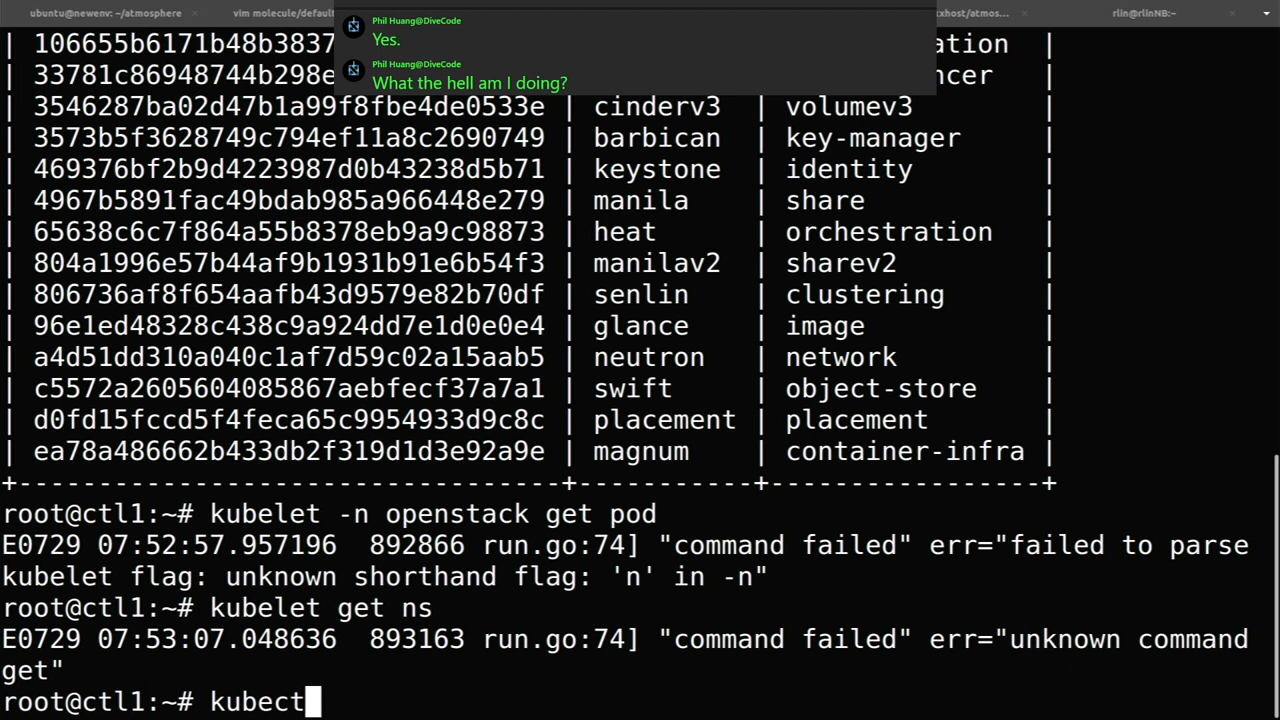 ubuntu@newenv: ~/atmosphere
vim molecule/default
xxhost/atmos...
rlin@rlinNB:~
Phil Huang@DiveCode
Yes.
Phil Huang@DiveCode
What the hell am I doing?
| 106655b6171b48b3837 ation |
| 33781c86948744b298e ncer |
| 3546287ba02d47b1a99f8fbe4de0533e | cinderv3 | volumev3 |
| 3573b5f3628749c794ef11a8c2690749 | barbican | key-manager |
| 469376bf2b9d4223987d0b43238d5b71 | keystone | identity |
| 4967b5891fac49bdab985a966448e279 | manila | share |
| 65638c6c7f864a55b8378eb9a9c98873 | heat | orchestration |
| 804a1996e57b44af9b1931b91e6b54f3 | manilav2 | sharev2 |
| 806736af8f654aafb43d9579e82b70df | senlin | clustering |
| 96e1ed48328c438c9a924dd7e1d0e0e4 | glance | image |
| a4d51dd310a040c1af7d59c02a15aab5 | neutron | network |
| c5572a2605604085867aebfecf37a7a1 | swift | object-store |
| d0fd15fccd5f4feca65c9954933d9c8c | placement | placement |
| ea78a486662b433db2f319d1d3e92a9e | magnum | container-infra |
+----------------------------------+-----------+-----------------+
root@ctl1:~# kubelet -n openstack get pod
E0729 07:52:57.957196  892866 run.go:74] "command failed" err="failed to parse
kubelet flag: unknown shorthand flag: 'n' in -n"
root@ctl1:~# kubelet get ns
E0729 07:53:07.048636  893163 run.go:74] "command failed" err="unknown command
get"
root@ctl1:~# kubect